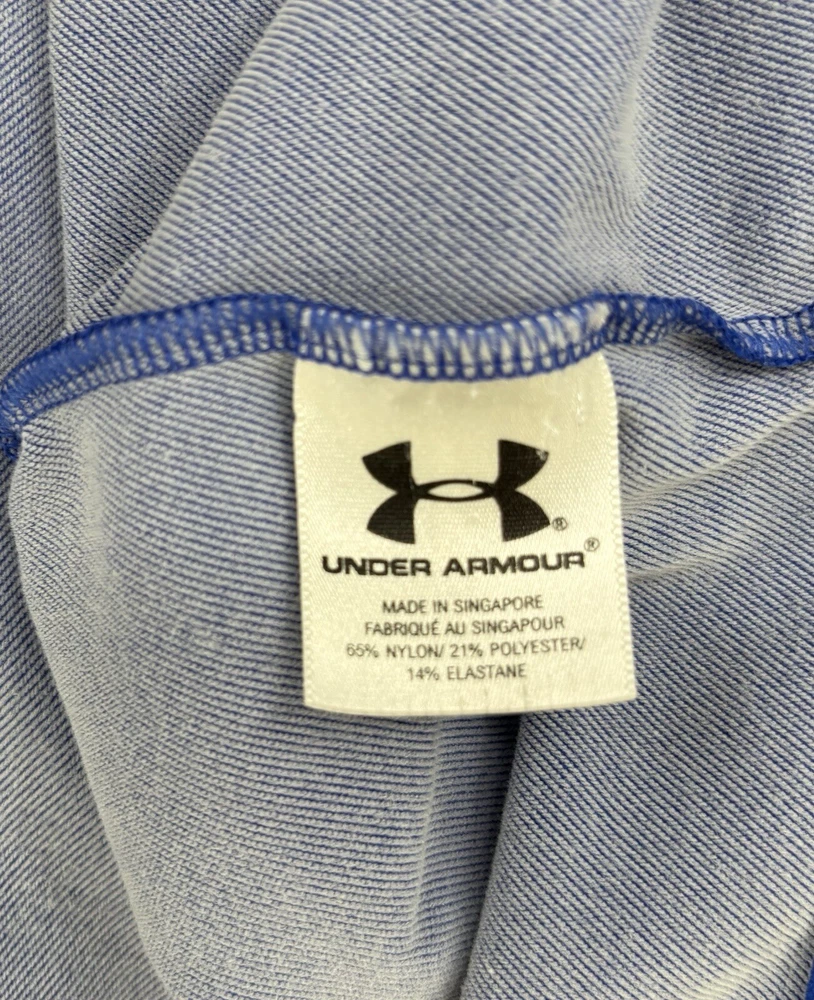 ®
UNDER ARMOUR®
MADE IN SINGAPORE
FABRIQUÉ AU SINGAPOUR
65% NYLON/ 21% POLYESTER/
14% ELASTANE